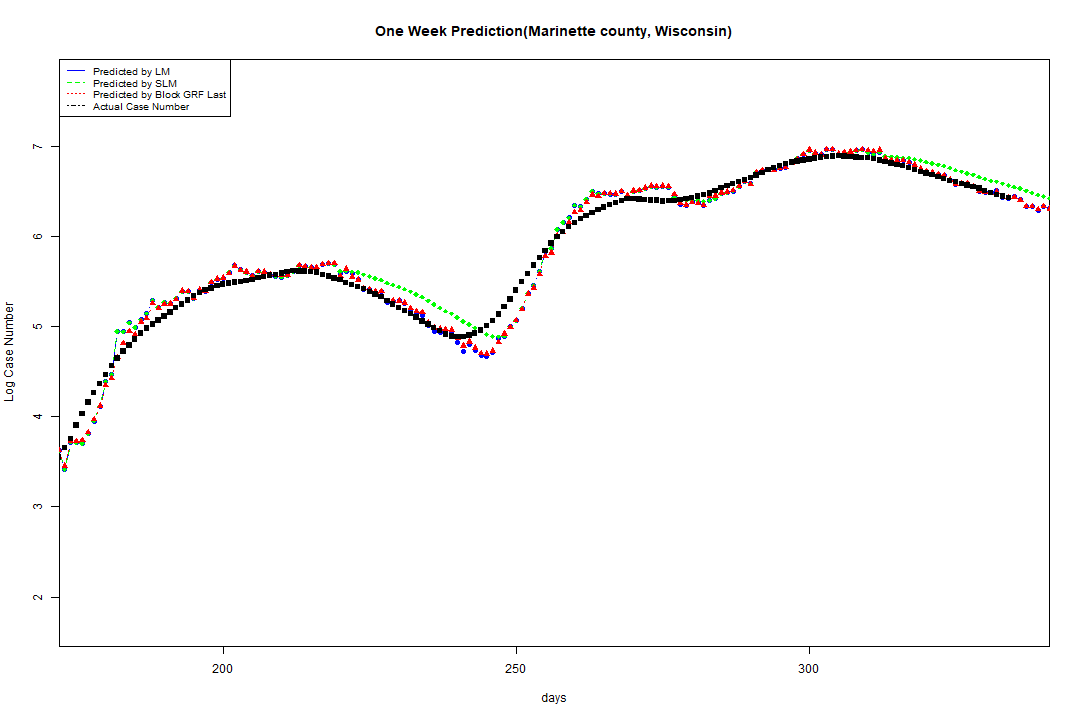 One Week Prediction(Marinette county, Wisconsin)
Predicted by LM
Predicted by SLM
Predicted by Block GRF Last
Actual Case Number
7
6
5
4
3
2
Log Case Number
200
250
300
days